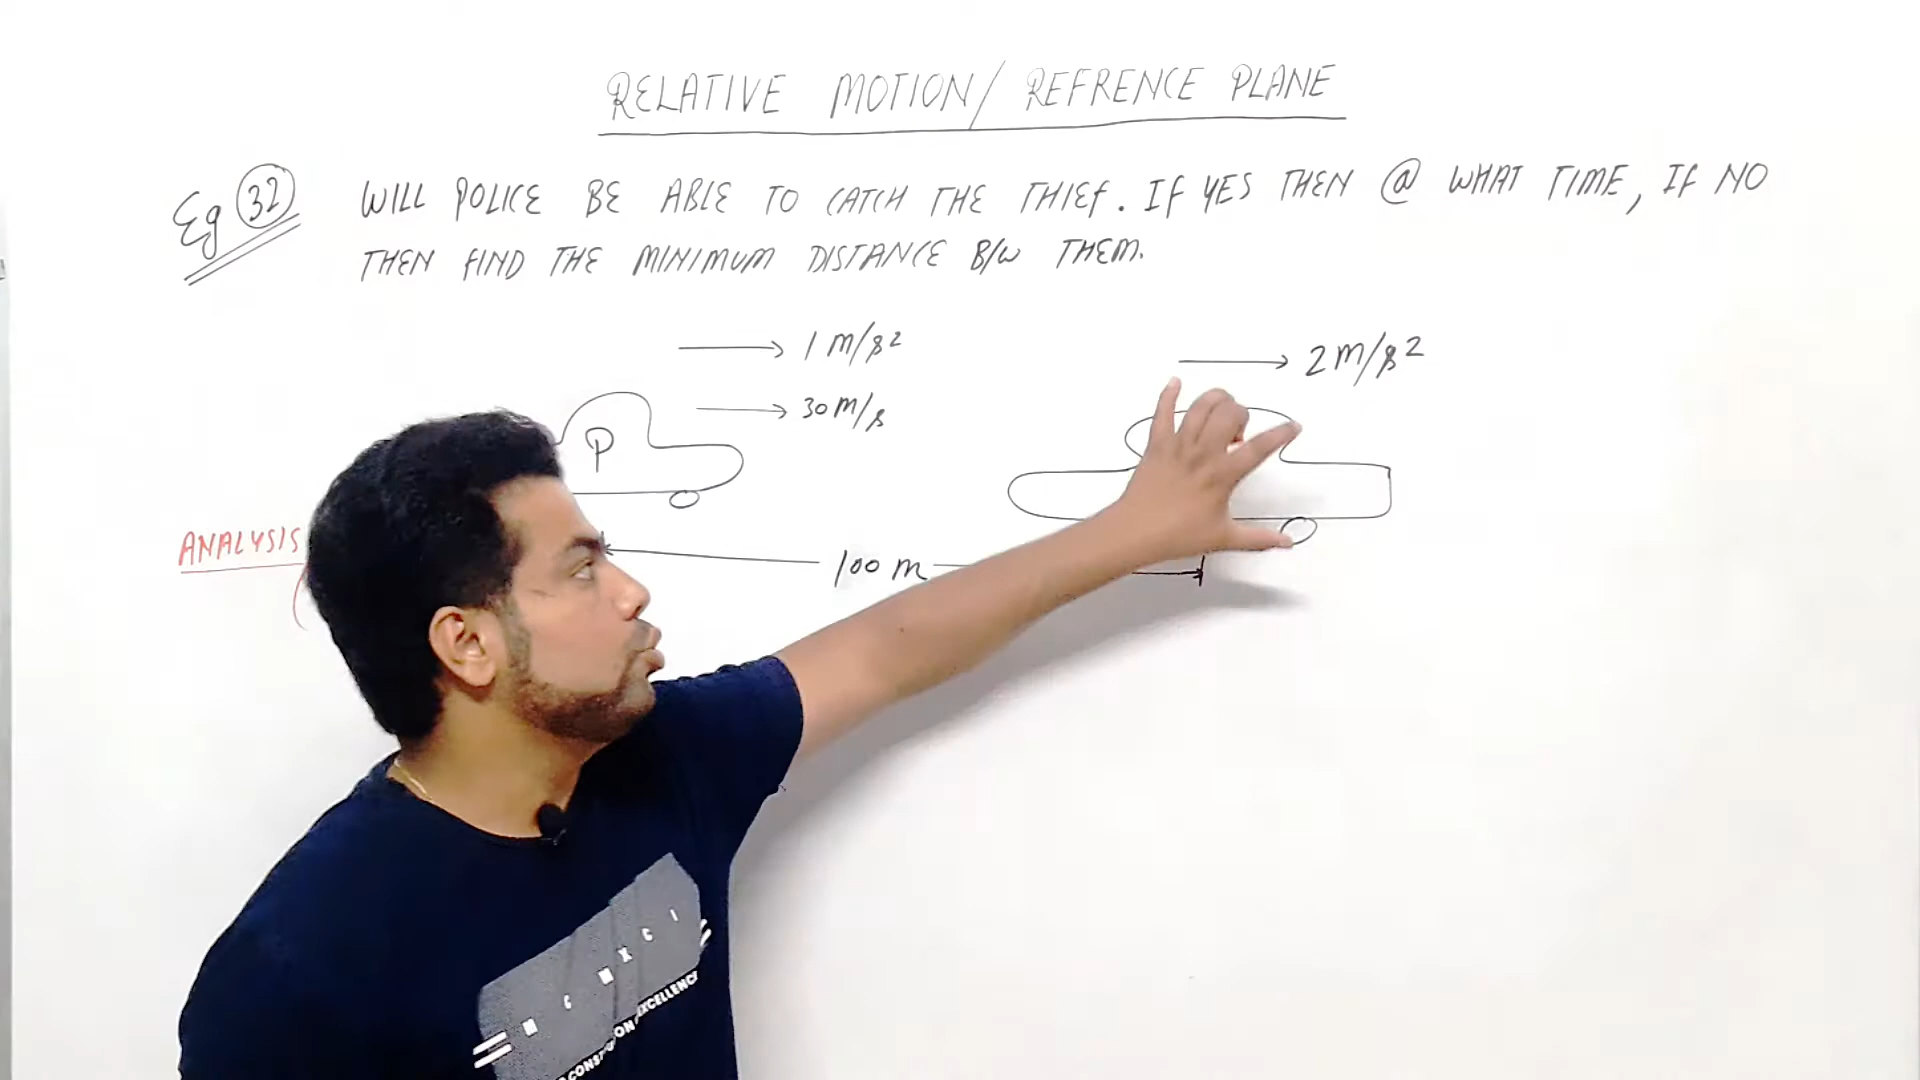 RELATIVE MOTION/ REFRENCE PLANE
Eg 32 WILL POLICE BE ABLE TO CATCH THE THIEF. IF YES THEN @ WHAT TIME, IF NO
THEN FIND THE MINIMUM DISTANCE B/W THEM.
1 m/s²
2m/s²
30 m/s
P
ANALYSIS
100 m
M C M X C I